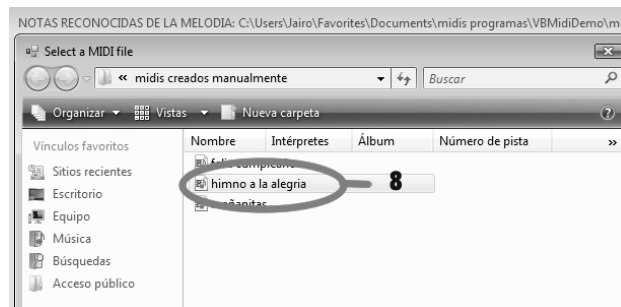 NOTAS RECONOCIDAS DE LA MELODIA: C:\Users\Jairo\Favorites\Documents\midis programas\VBMidiDemo\m
Select a MIDI file
« midis creados manualmente
Buscar
Organizar Vistas Nueva carpeta
Vínculos favoritos
Nombre Intérpretes Álbum Número de pista »
Sitios recientes
Escritorio
Equipo
Música
Búsquedas
Acceso público
himno a la alegria 8